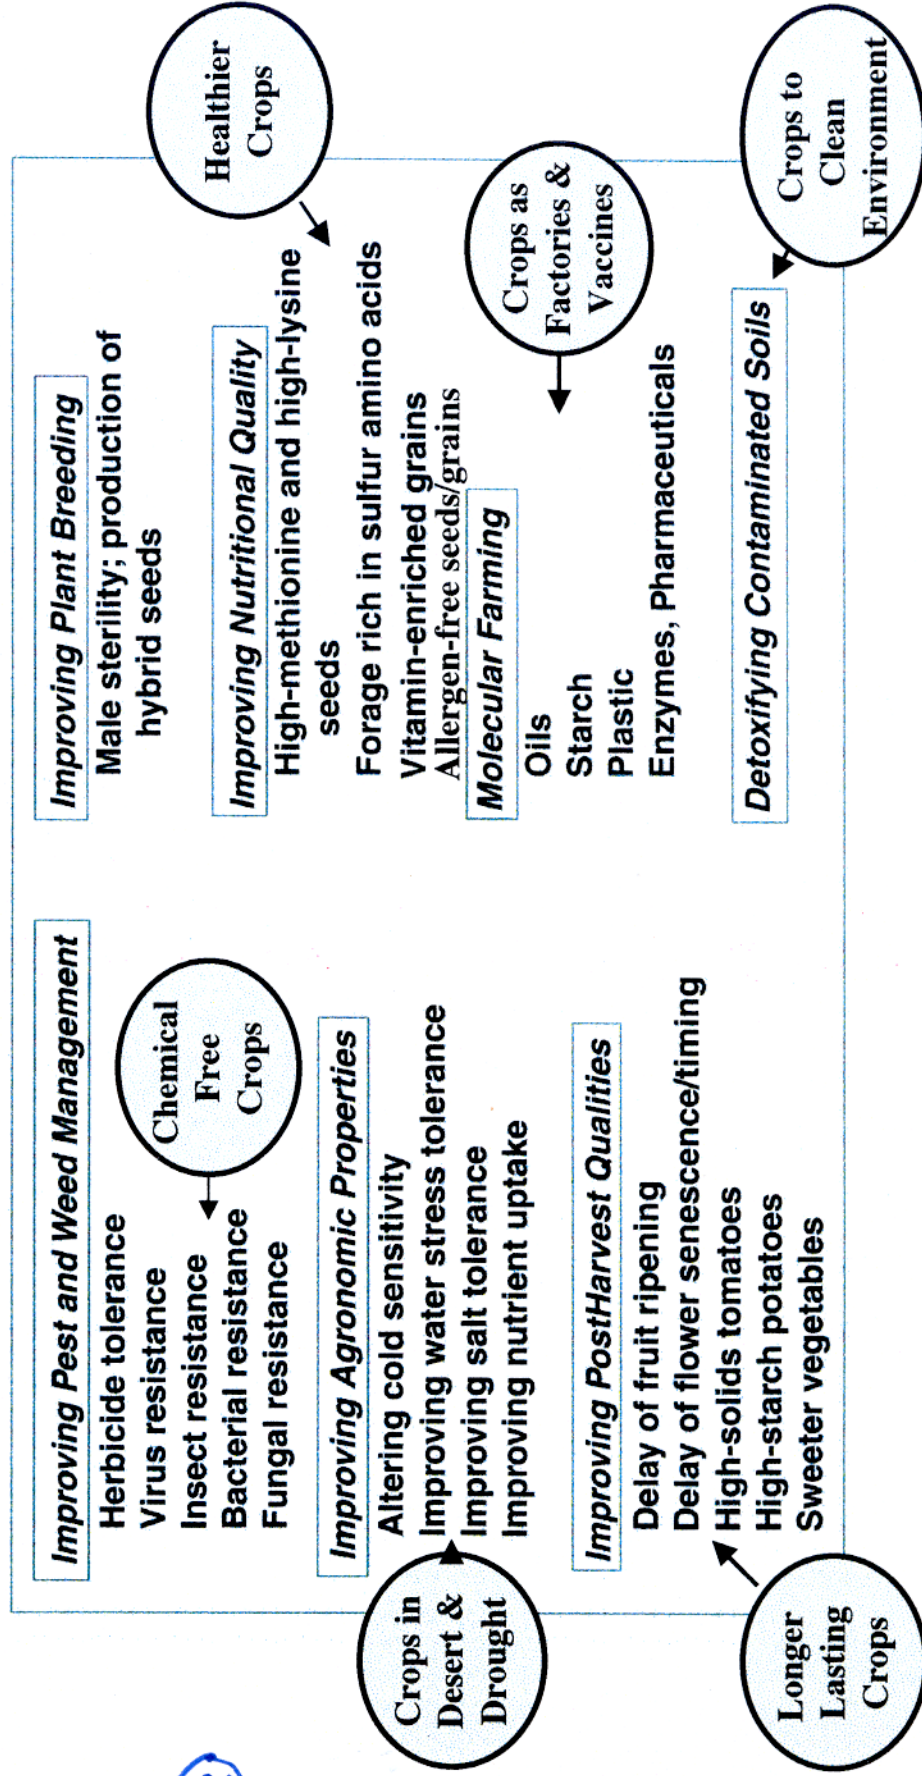 Improving Pest and Weed Management
Herbicide tolerance
Virus resistance
Insect resistance
Bacterial resistance
Fungal resistance
Chemical
Free
Crops
Improving Agronomic Properties
Altering cold sensitivity
Improving water stress tolerance
Improving salt tolerance
Improving nutrient uptake
Crops in
Desert &
Drought
Improving PostHarvest Qualities
Delay of fruit ripening
Delay of flower senescence/timing
High-solids tomatoes
High-starch potatoes
Sweeter vegetables
Longer
Lasting
Crops
Improving Plant Breeding
Male sterility; production of
hybrid seeds
Improving Nutritional Quality
High-methionine and high-lysine
seeds
Forage rich in sulfur amino acids
Vitamin-enriched grains
Allergen-free seeds/grains
Healthier
Crops
Molecular Farming
Oils
Starch
Plastic
Enzymes, Pharmaceuticals
Crops as
Factories &
Vaccines
Detoxifying Contaminated Soils
Crops to
Clean
Environment